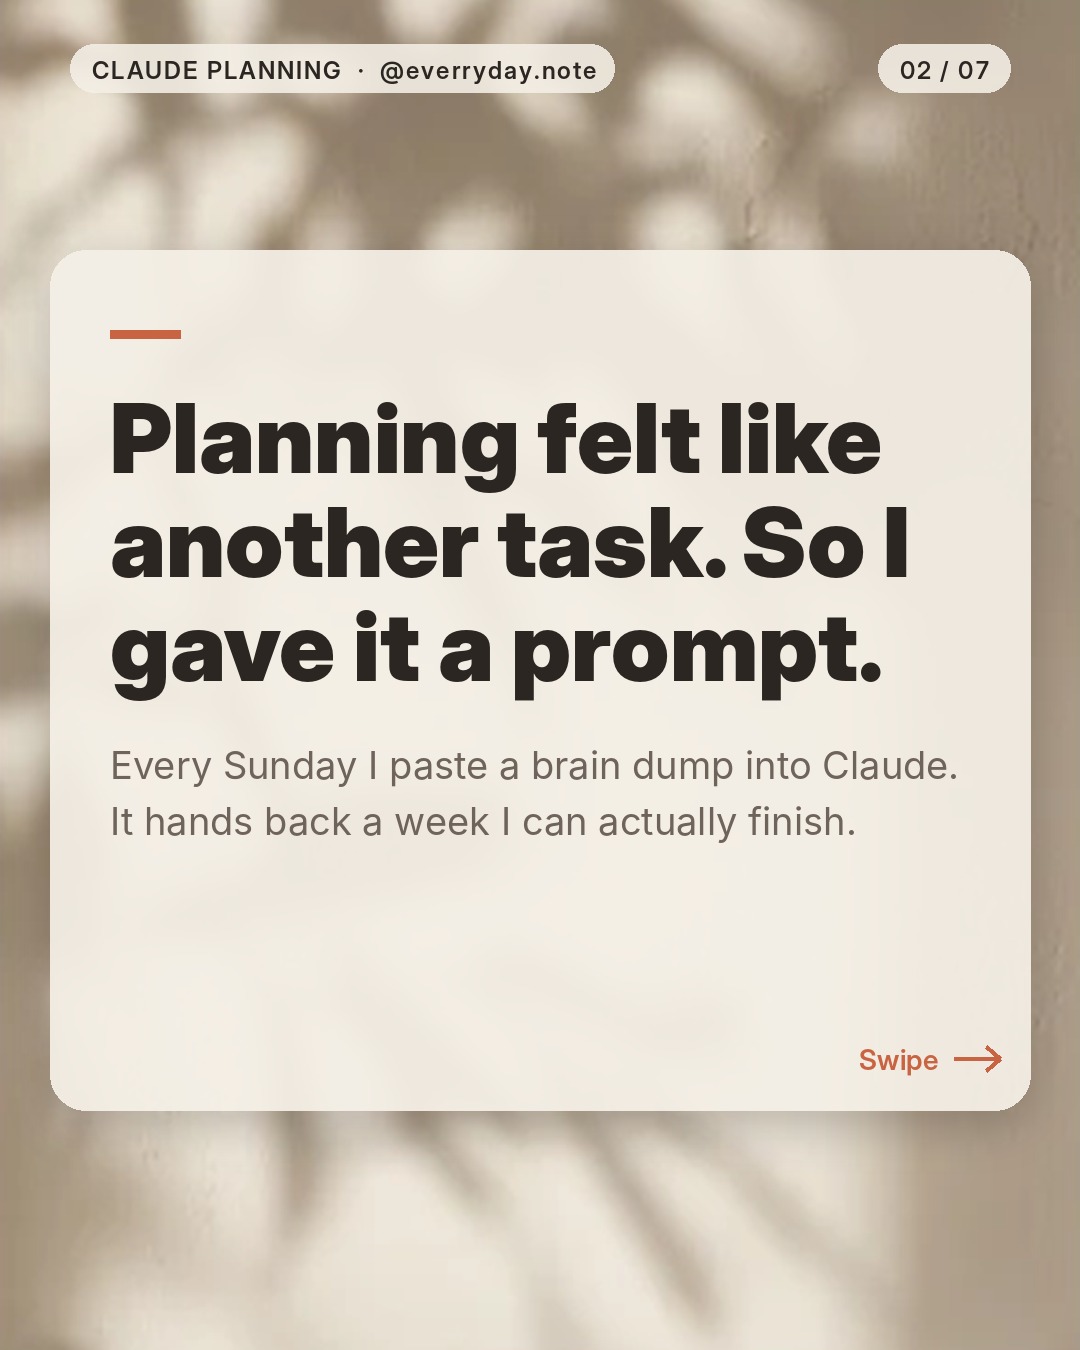 CLAUDE PLANNING · @everryday.note
02 / 07
Planning felt like
another task. So I
gave it a prompt.
Every Sunday I paste a brain dump into Claude.
It hands back a week I can actually finish.
Swipe →